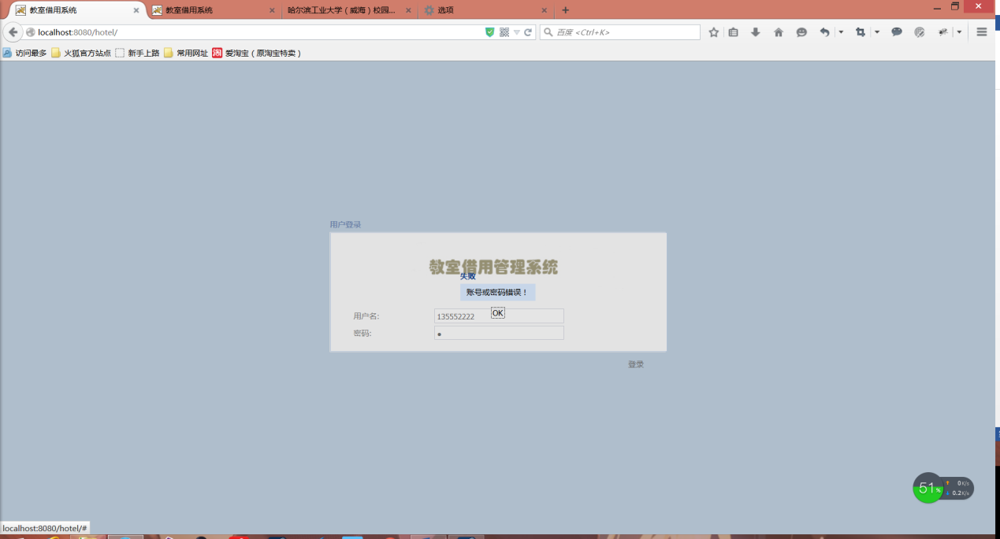 教室借用系统
教室借用系统
哈尔滨工业大学（威海）校园...
选项
localhost:8080/hotel/
百度 <Ctrl+K>
访问最多
火狐官方站点
新手上路
常用网址
淘
爱淘宝（原淘宝特卖）
用户登录
教室借用管理系统
失败
账号或密码错误！
OK
用户名:
135552222
密码:
登录
51%
0K/s
0.2K/s
localhost:8080/hotel/#